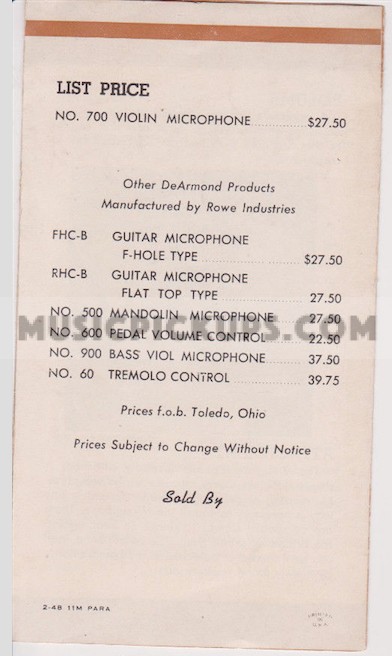 LIST PRICE
NO. 700 VIOLIN MICROPHONE $27.50
Other DeArmond Products
Manufactured by Rowe Industries
FHC-B GUITAR MICROPHONE
F-HOLE TYPE $27.50
RHC-B GUITAR MICROPHONE
FLAT TOP TYPE 27.50
NO. 500 MANDOLIN MICROPHONE 27.50
MUSICPICKUPS.COM
NO. 600 PEDAL VOLUME CONTROL 22.50
NO. 900 BASS VIOL MICROPHONE 37.50
NO. 60 TREMOLO CONTROL 39.75
Prices f.o.b. Toledo, Ohio
Prices Subject to Change Without Notice
Sold By
2-48 11M PARA
PRINTED
IN
U.S.A.